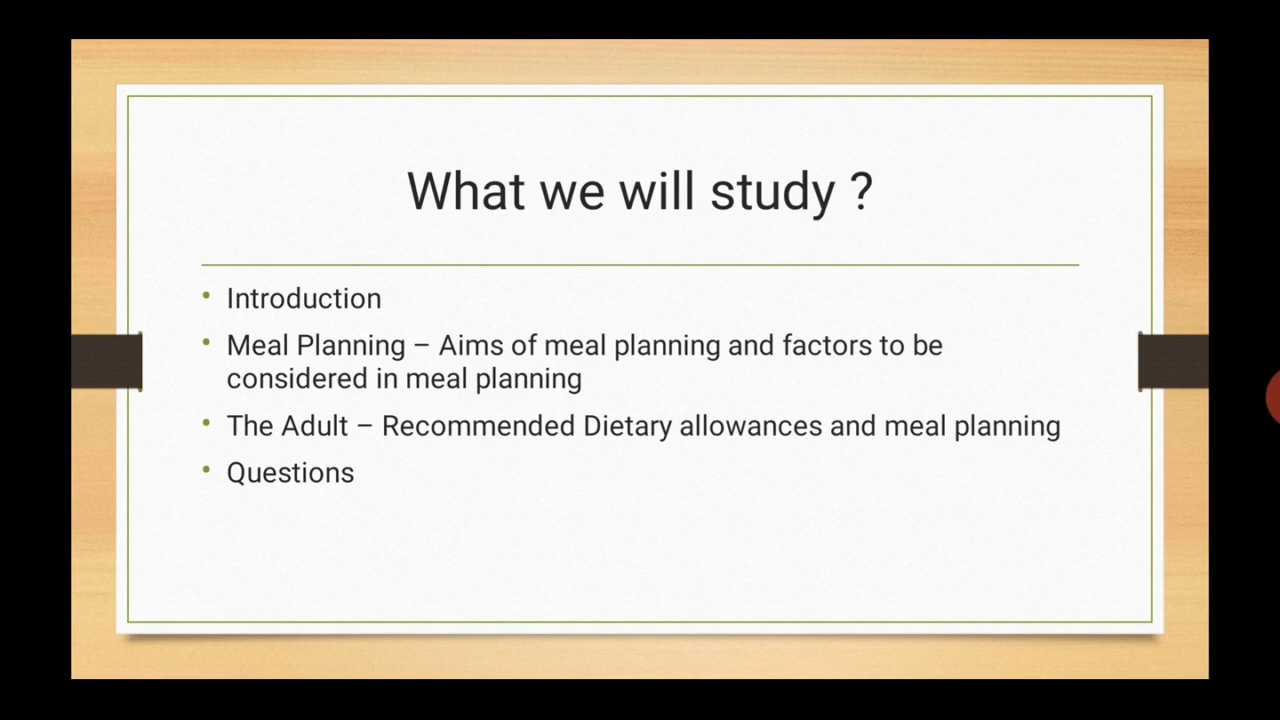 What we will study ?
• Introduction
• Meal Planning – Aims of meal planning and factors to be
considered in meal planning
• The Adult – Recommended Dietary allowances and meal planning
• Questions